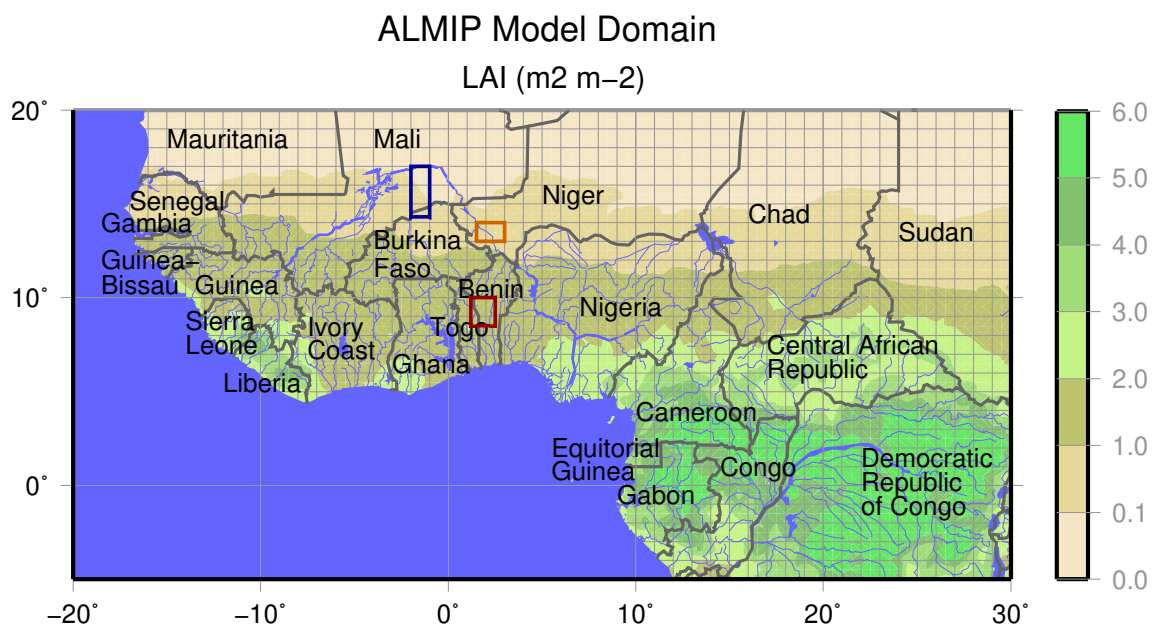 ALMIP Model Domain
LAI (m2 m−2)
20°
10°
0°
−20°
−10°
0°
10°
20°
30°
Mauritania
Mali
Niger
Chad
Sudan
Senegal
Gambia
Guinea−
Bissau
Guinea
Sierra
Leone
Liberia
Ivory
Coast
Burkina
Faso
Ghana
Togo
Benin
Nigeria
Cameroon
Central African
Republic
Equitorial
Guinea
Gabon
Congo
Democratic
Republic
of Congo
6.0
5.0
4.0
3.0
2.0
1.0
0.1
0.0